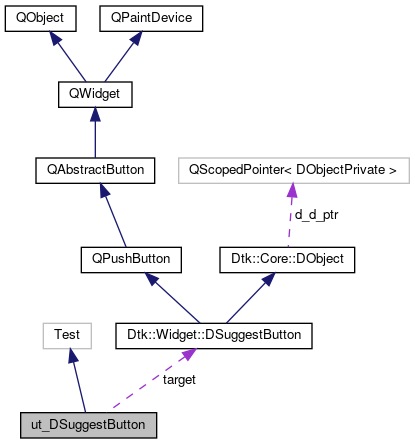 QObject
QPaintDevice
QWidget
QAbstractButton
QScopedPointer< DObjectPrivate >
d_d_ptr
QPushButton
Dtk::Core::DObject
Test
Dtk::Widget::DSuggestButton
target
ut_DSuggestButton